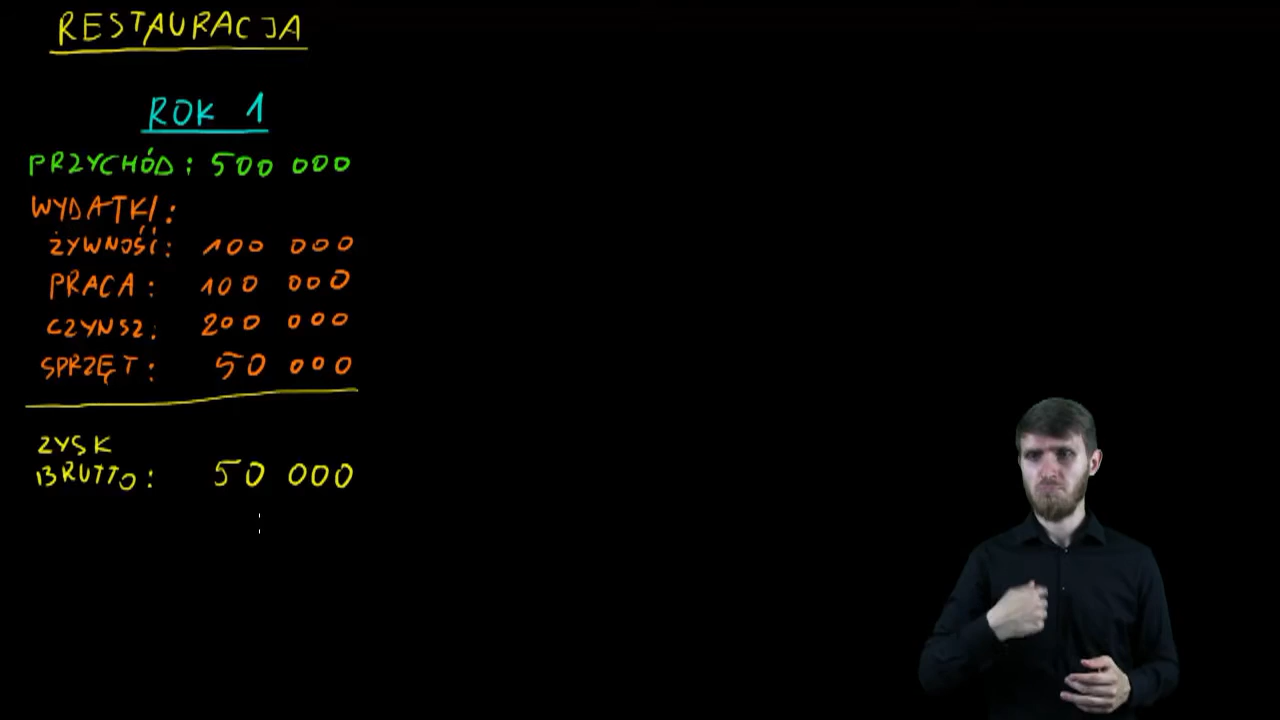 RESTAURACJA
ROK 1
PRZYCHÓD: 500 000
WYDATKI:
ŻYWNOŚĆ: 100 000
PRACA: 100 000
CZYNSZ: 200 000
SPRZĘT: 50 000
ZYSK
BRUTTO: 50 000